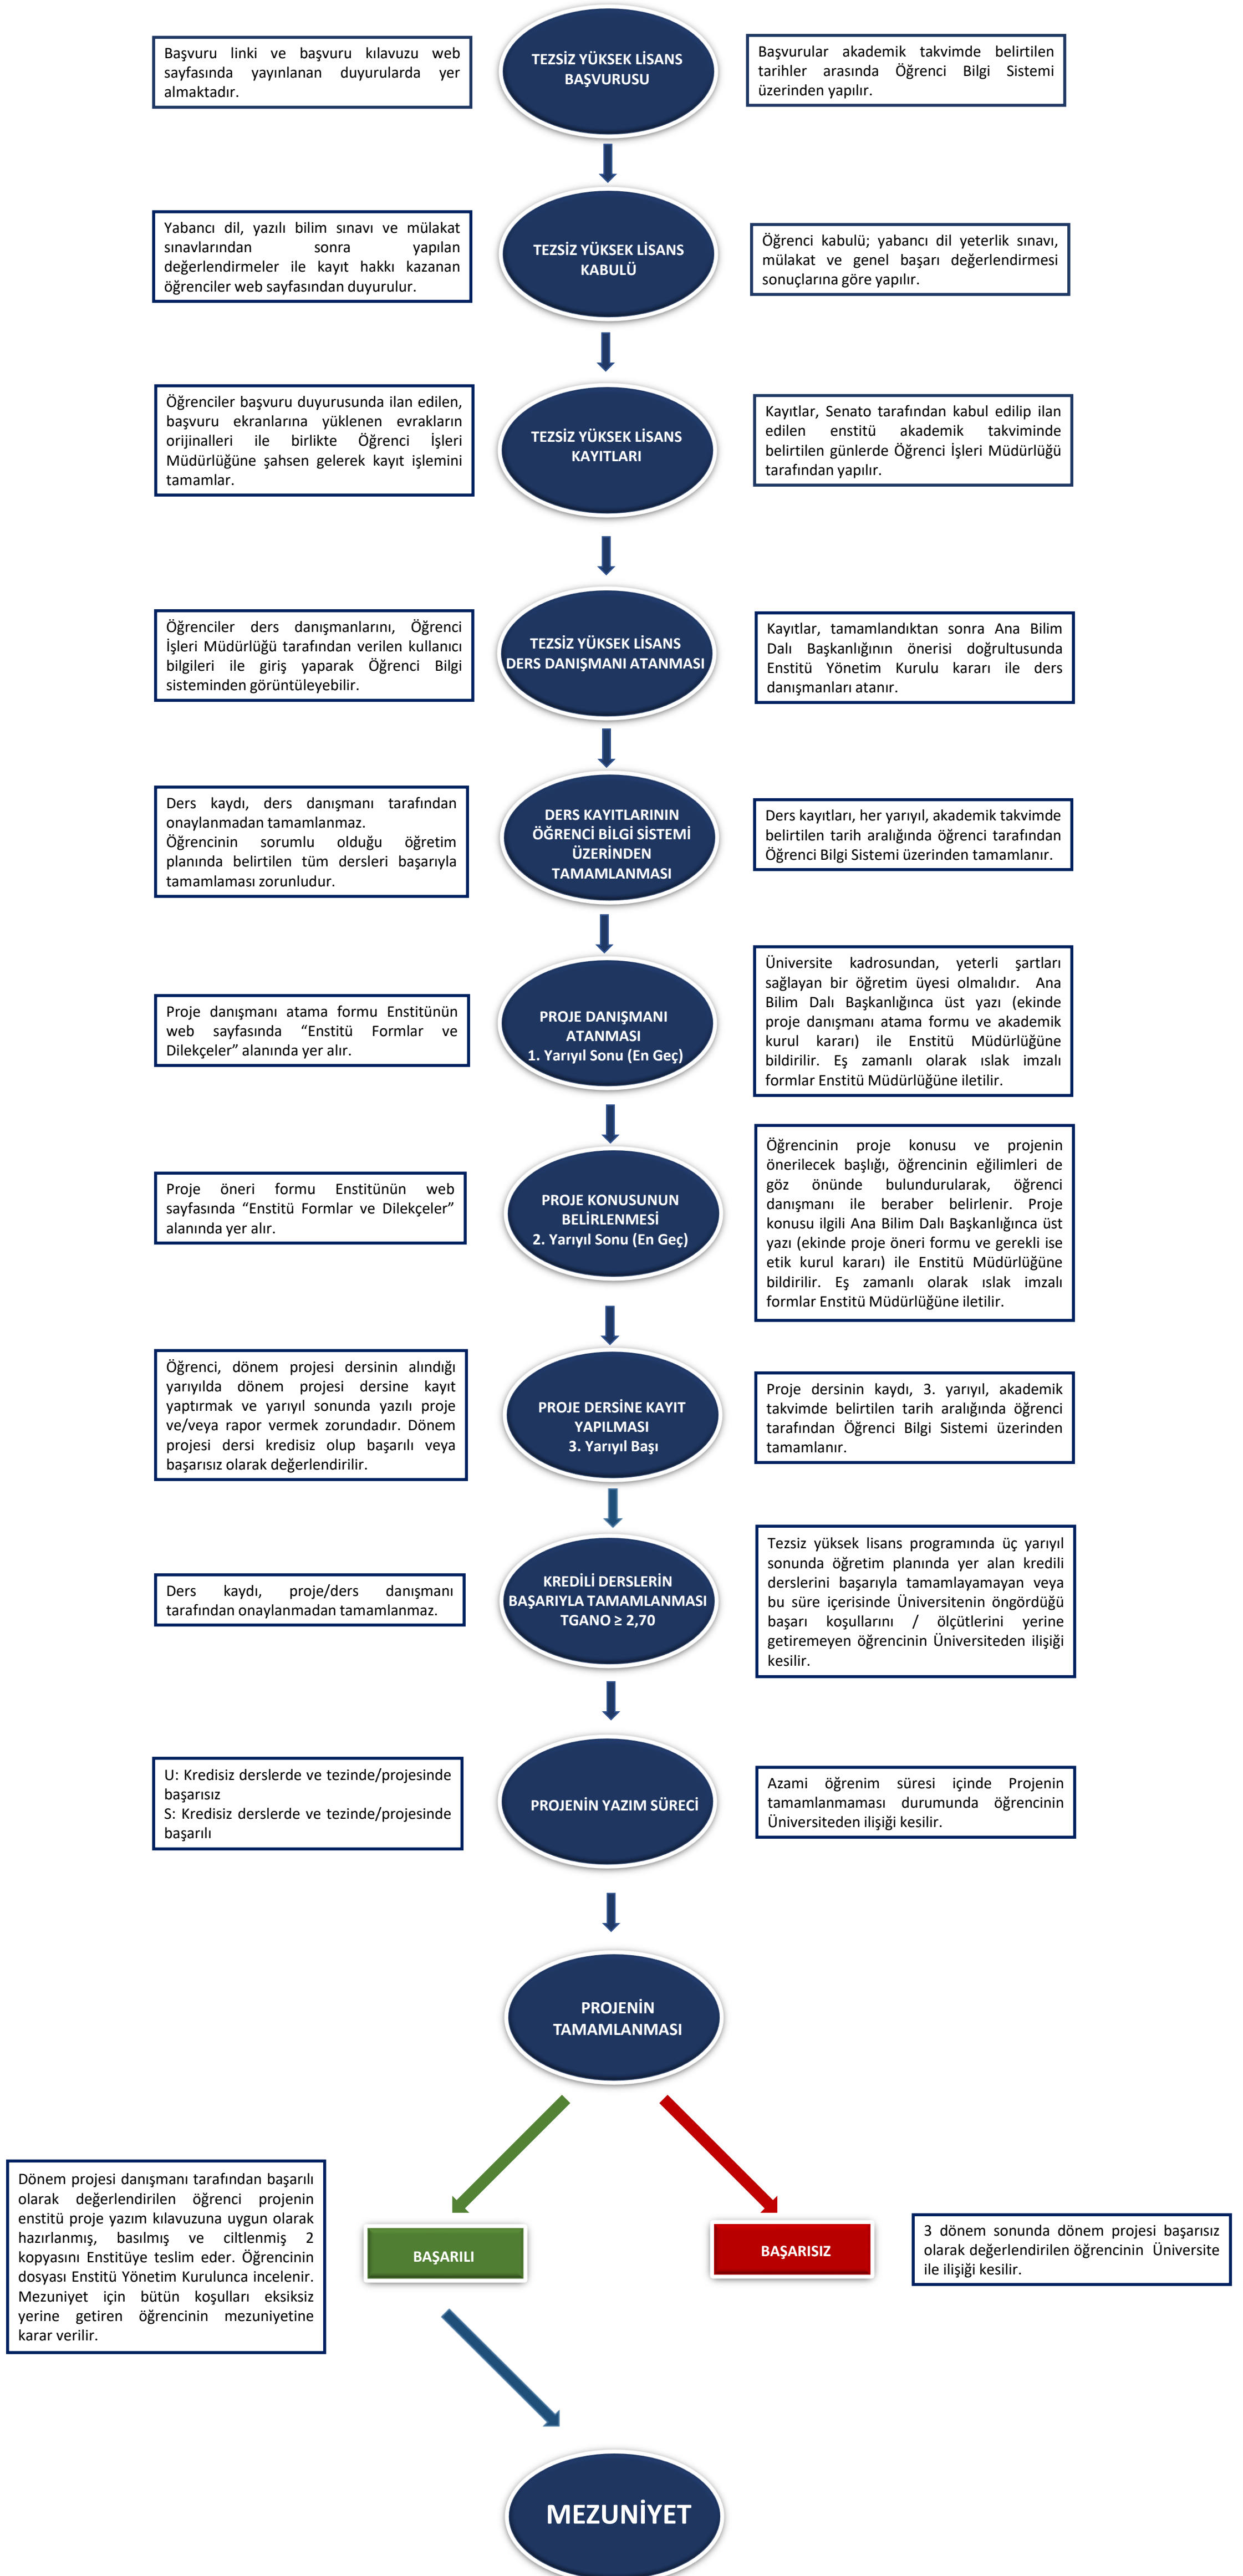 Başvuru linki ve başvuru kılavuzu web
sayfasında yayınlanan duyurularda yer
almaktadır.
TEZSİZ YÜKSEK LİSANS
BAŞVURUSU
Başvurular akademik takvimde belirtilen
tarihler arasında Öğrenci Bilgi Sistemi
üzerinden yapılır.
Yabancı dil, yazılı bilim sınavı ve mülakat
sınavlarından sonra yapılan
değerlendirmeler ile kayıt hakkı kazanan
öğrenciler web sayfasından duyurulur.
TEZSİZ YÜKSEK LİSANS
KABULÜ
Öğrenci kabulü; yabancı dil yeterlik sınavı,
mülakat ve genel başarı değerlendirmesi
sonuçlarına göre yapılır.
Öğrenciler başvuru duyurusunda ilan edilen,
başvuru ekranlarına yüklenen evrakların
orijinalleri ile birlikte Öğrenci İşleri
Müdürlüğüne şahsen gelerek kayıt işlemini
tamamlar.
TEZSİZ YÜKSEK LİSANS
KAYITLARI
Kayıtlar, Senato tarafından kabul edilip ilan
edilen enstitü akademik takviminde
belirtilen günlerde Öğrenci İşleri Müdürlüğü
tarafından yapılır.
Öğrenciler ders danışmanlarını, Öğrenci
İşleri Müdürlüğü tarafından verilen kullanıcı
bilgileri ile giriş yaparak Öğrenci Bilgi
sisteminden görüntüleyebilir.
TEZSİZ YÜKSEK LİSANS
DERS DANIŞMANI ATANMASI
Kayıtlar, tamamlandıktan sonra Ana Bilim
Dalı Başkanlığının önerisi doğrultusunda
Enstitü Yönetim Kurulu kararı ile ders
danışmanları atanır.
Ders kaydı, ders danışmanı tarafından
onaylanmadan tamamlanmaz.
Öğrencinin sorumlu olduğu öğretim
planında belirtilen tüm dersleri başarıyla
tamamlaması zorunludur.
DERS KAYITLARININ
ÖĞRENCİ BİLGİ SİSTEMİ
ÜZERİNDEN
TAMAMLANMASI
Ders kayıtları, her yarıyıl, akademik takvimde
belirtilen tarih aralığında öğrenci tarafından
Öğrenci Bilgi Sistemi üzerinden tamamlanır.
Proje danışmanı atama formu Enstitünün
web sayfasında “Enstitü Formlar ve
Dilekçeler” alanında yer alır.
PROJE DANIŞMANI
ATANMASI
1. Yarıyıl Sonu (En Geç)
Üniversite kadrosundan, yeterli şartları
sağlayan bir öğretim üyesi olmalıdır. Ana
Bilim Dalı Başkanlığınca üst yazı (ekinde
proje danışmanı atama formu ve akademik
kurul kararı) ile Enstitü Müdürlüğüne
bildirilir. Eş zamanlı olarak ıslak imzalı
formlar Enstitü Müdürlüğüne iletilir.
Proje öneri formu Enstitünün web
sayfasında “Enstitü Formlar ve Dilekçeler”
alanında yer alır.
PROJE KONUSUNUN
BELİRLENMESİ
2. Yarıyıl Sonu (En Geç)
Öğrencinin proje konusu ve projenin
önerilecek başlığı, öğrencinin eğilimleri de
göz önünde bulundurularak, öğrenci
danışmanı ile beraber belirlenir. Proje
konusu ilgili Ana Bilim Dalı Başkanlığınca üst
yazı (ekinde proje öneri formu ve gerekli ise
etik kurul kararı) ile Enstitü Müdürlüğüne
bildirilir. Eş zamanlı olarak ıslak imzalı
formlar Enstitü Müdürlüğüne iletilir.
Öğrenci, dönem projesi dersinin alındığı
yarıyılda dönem projesi dersine kayıt
yaptırmak ve yarıyıl sonunda yazılı proje
ve/veya rapor vermek zorundadır. Dönem
projesi dersi kredisiz olup başarılı veya
başarısız olarak değerlendirilir.
PROJE DERSİNE KAYIT
YAPILMASI
3. Yarıyıl Başı
Proje dersinin kaydı, 3. yarıyıl, akademik
takvimde belirtilen tarih aralığında öğrenci
tarafından Öğrenci Bilgi Sistemi üzerinden
tamamlanır.
Ders kaydı, proje/ders danışmanı
tarafından onaylanmadan tamamlanmaz.
KREDİLİ DERSLERİN
BAŞARIYLA TAMAMLANMASI
TGANO ≥ 2,70
Tezsiz yüksek lisans programında üç yarıyıl
sonunda öğretim planında yer alan kredili
derslerini başarıyla tamamlayamayan veya
bu süre içerisinde Üniversitenin öngördüğü
başarı koşullarını / ölçütlerini yerine
getiremeyen öğrencinin Üniversiteden ilişiği
kesilir.
U: Kredisiz derslerde ve tezinde/projesinde
başarısız
S: Kredisiz derslerde ve tezinde/projesinde
başarılı
PROJENİN YAZIM SÜRECİ
Azami öğrenim süresi içinde Projenin
tamamlanmaması durumunda öğrencinin
Üniversiteden ilişiği kesilir.
PROJENİN
TAMAMLANMASI
Dönem projesi danışmanı tarafından başarılı
olarak değerlendirilen öğrenci projenin
enstitü proje yazım kılavuzuna uygun olarak
hazırlanmış, basılmış ve ciltlenmiş 2
kopyasını Enstitüye teslim eder. Öğrencinin
dosyası Enstitü Yönetim Kurulunca incelenir.
Mezuniyet için bütün koşulları eksiksiz
yerine getiren öğrencinin mezuniyetine
karar verilir.
BAŞARILI
BAŞARISIZ
3 dönem sonunda dönem projesi başarısız
olarak değerlendirilen öğrencinin Üniversite
ile ilişiği kesilir.
MEZUNİYET